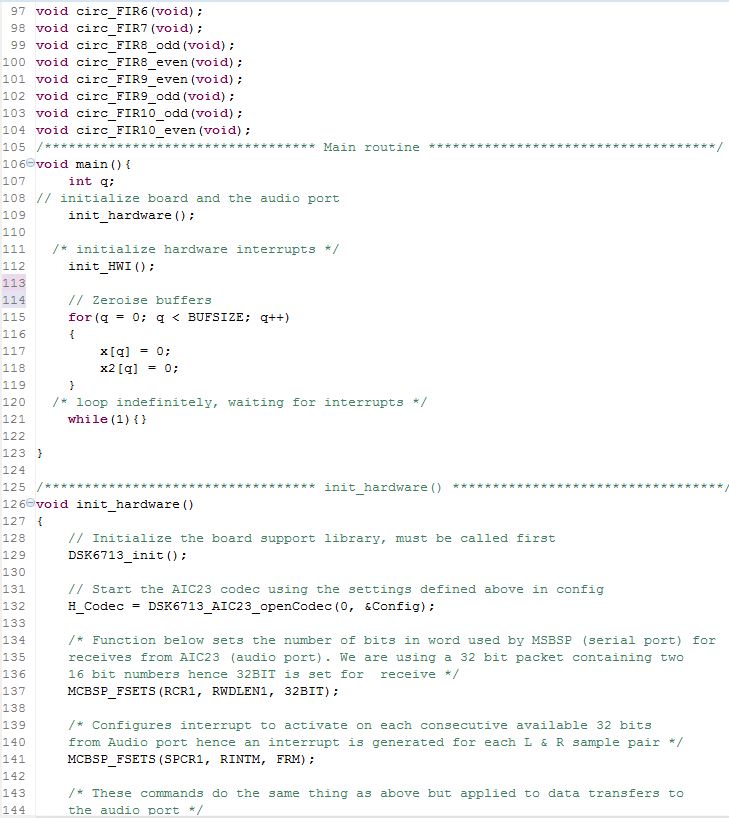 97 void circ_FIR6(void);
98 void circ_FIR7(void);
99 void circ_FIR8_odd(void);
100 void circ_FIR8_even(void);
101 void circ_FIR9_even(void);
102 void circ_FIR9_odd(void);
103 void circ_FIR10_odd(void);
104 void circ_FIR10_even(void);
105 /********************************** Main routine ************************************/
106 void main(){
107     int q;
108 // initialize board and the audio port
109     init_hardware();
110
111   /* initialize hardware interrupts */
112     init_HWI();
113
114     // Zeroise buffers
115     for(q = 0; q < BUFSIZE; q++)
116     {
117         x[q] = 0;
118         x2[q] = 0;
119     }
120   /* loop indefinitely, waiting for interrupts */
121     while(1){}
122
123 }
124
125 /********************************** init_hardware() **********************************/
126 void init_hardware()
127 {
128     // Initialize the board support library, must be called first
129     DSK6713_init();
130
131     // Start the AIC23 codec using the settings defined above in config
132     H_Codec = DSK6713_AIC23_openCodec(0, &Config);
133
134     /* Function below sets the number of bits in word used by MSBSP (serial port) for
135     receives from AIC23 (audio port). We are using a 32 bit packet containing two
136     16 bit numbers hence 32BIT is set for  receive */
137     MCBSP_FSETS(RCR1, RWDLEN1, 32BIT);
138
139     /* Configures interrupt to activate on each consecutive available 32 bits
140     from Audio port hence an interrupt is generated for each L & R sample pair */
141     MCBSP_FSETS(SPCR1, RINTM, FRM);
142
143     /* These commands do the same thing as above but applied to data transfers to
144     the audio port */